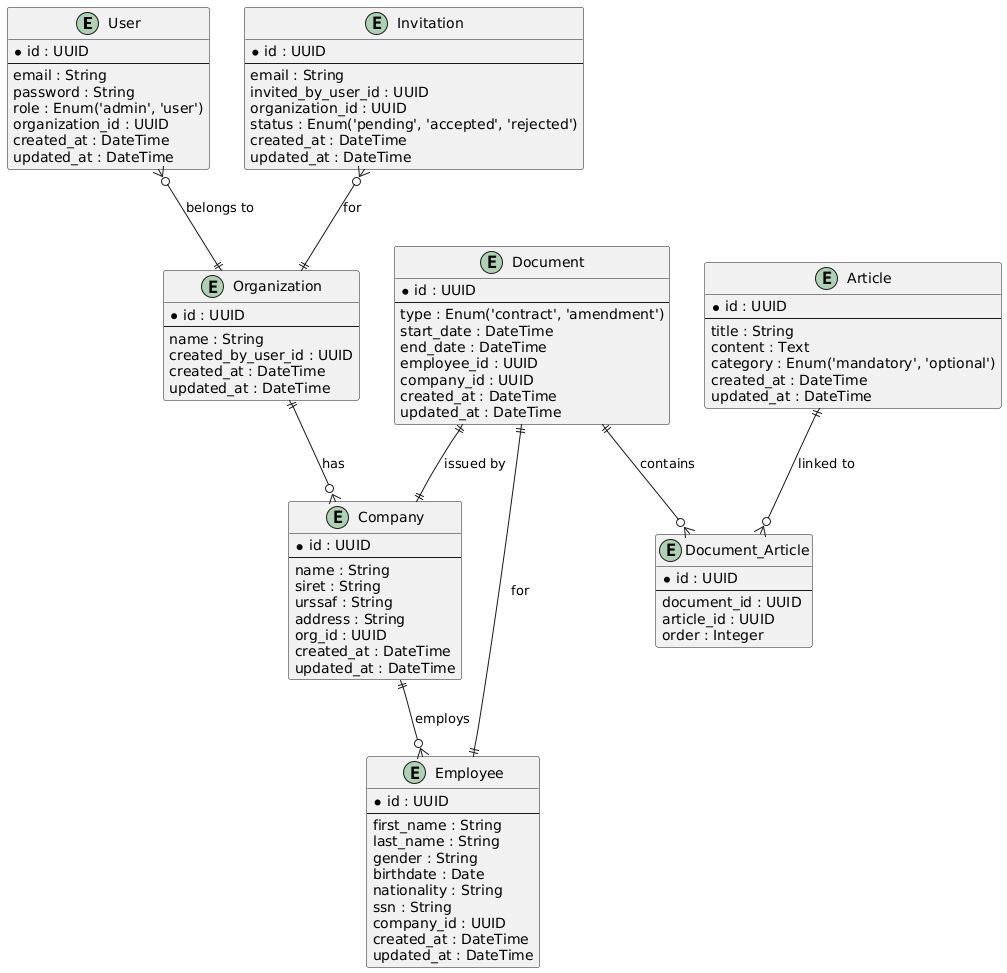 E User
* id : UUID
email : String
password : String
role : Enum('admin', 'user')
organization_id : UUID
created_at : DateTime
updated_at : DateTime
E Invitation
* id : UUID
email : String
invited_by_user_id : UUID
organization_id : UUID
status : Enum('pending', 'accepted', 'rejected')
created_at : DateTime
updated_at : DateTime
belongs to
for
E Organization
* id : UUID
name : String
created_by_user_id : UUID
created_at : DateTime
updated_at : DateTime
E Document
* id : UUID
type : Enum('contract', 'amendment')
start_date : DateTime
end_date : DateTime
employee_id : UUID
company_id : UUID
created_at : DateTime
updated_at : DateTime
E Article
* id : UUID
title : String
content : Text
category : Enum('mandatory', 'optional')
created_at : DateTime
updated_at : DateTime
has
issued by
contains
linked to
E Company
* id : UUID
name : String
siret : String
urssaf : String
address : String
org_id : UUID
created_at : DateTime
updated_at : DateTime
for
E Document_Article
* id : UUID
document_id : UUID
article_id : UUID
order : Integer
employs
E Employee
* id : UUID
first_name : String
last_name : String
gender : String
birthdate : Date
nationality : String
ssn : String
company_id : UUID
created_at : DateTime
updated_at : DateTime